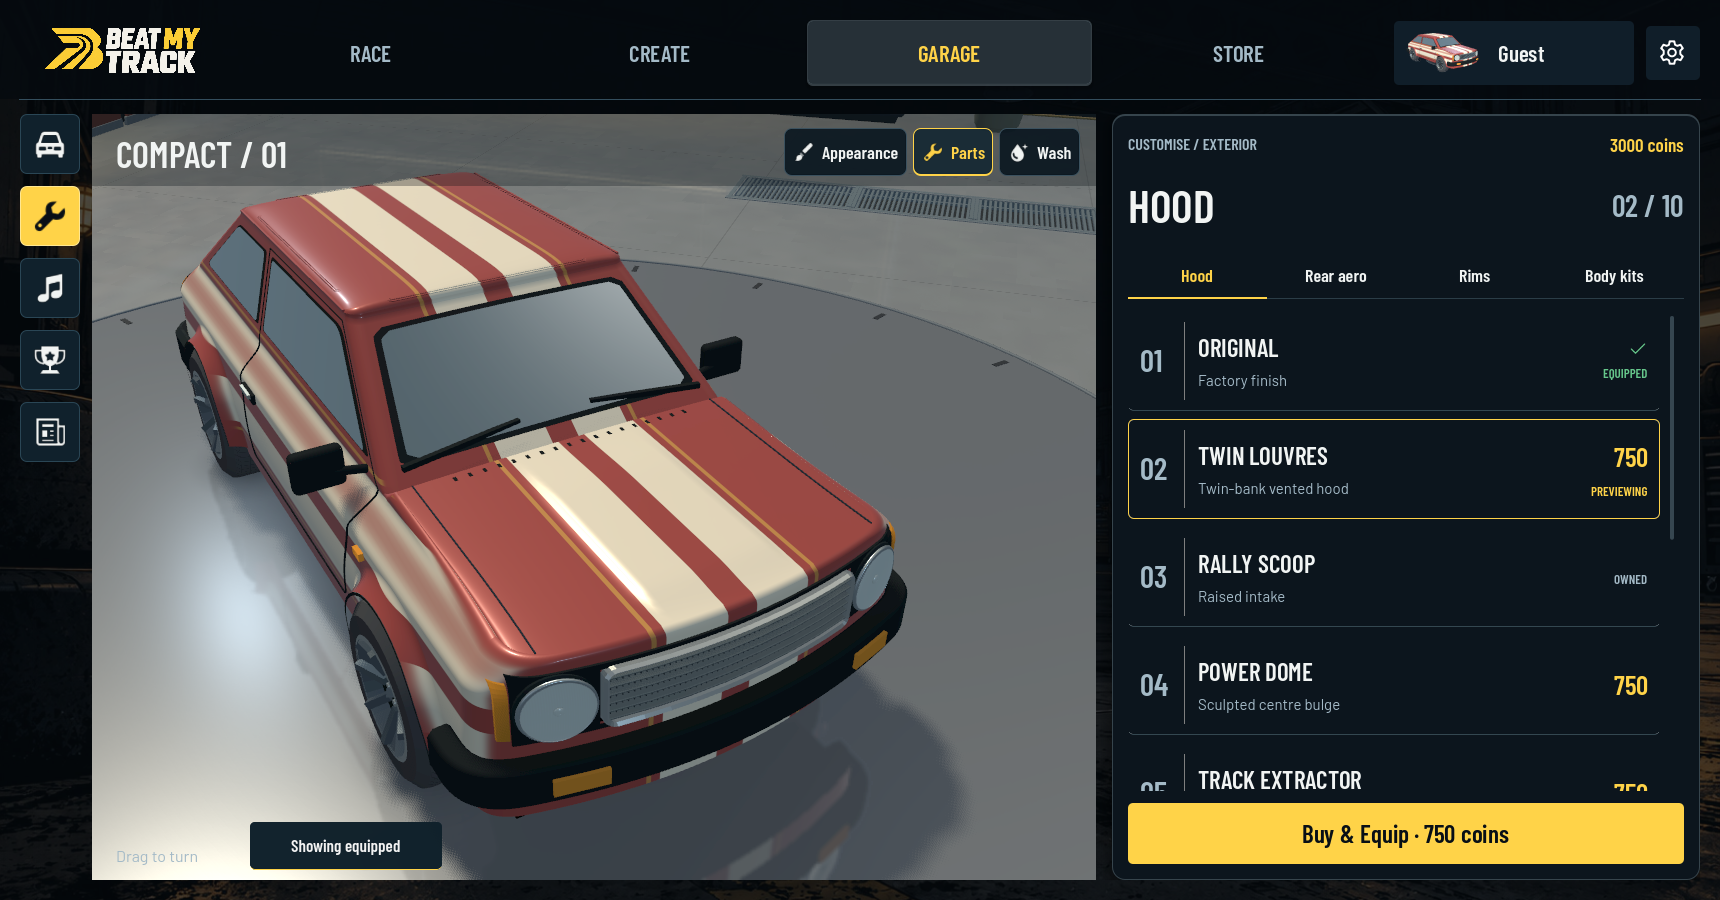 BEAT MY
TRACK
RACE
CREATE
GARAGE
STORE
Guest
COMPACT / 01
Appearance
Parts
Wash
CUSTOMISE / EXTERIOR
3000 coins
HOOD
02 / 10
Hood
Rear aero
Rims
Body kits
01
ORIGINAL
Factory finish
EQUIPPED
02
TWIN LOUVRES
Twin-bank vented hood
750
PREVIEWING
03
RALLY SCOOP
Raised intake
OWNED
04
POWER DOME
Sculpted centre bulge
750
05
TRACK EXTRACTOR
750
Drag to turn
Showing equipped
Buy & Equip · 750 coins